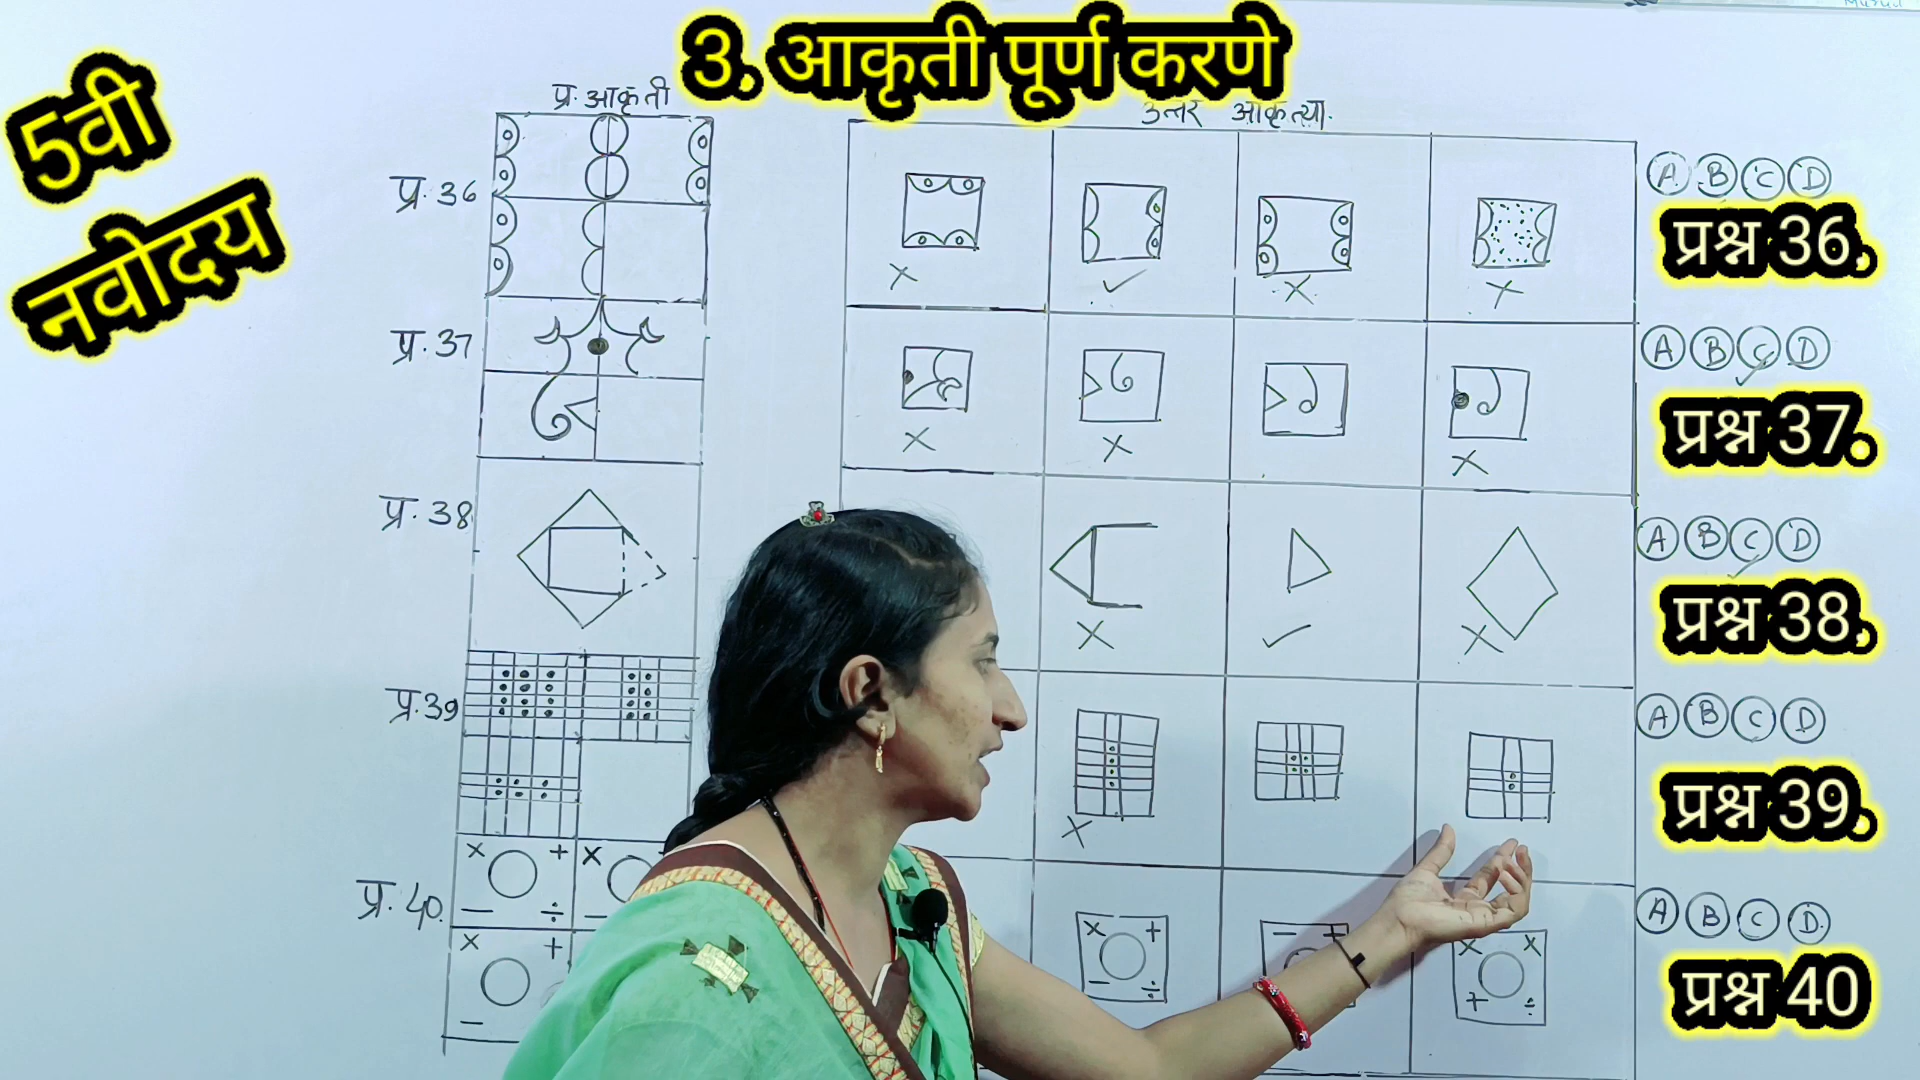 3. आकृती पूर्ण करणे
5वी
नवोदय
प्र. आकृती
उत्तर आकृत्या.
प्र. 36
A B C D
प्रश्न 36.
प्र. 37
A B C D
प्रश्न 37.
प्र. 38
A B C D
प्रश्न 38.
प्र. 39
A B C D
प्रश्न 39.
प्र. 40.
A B C D.
प्रश्न 40